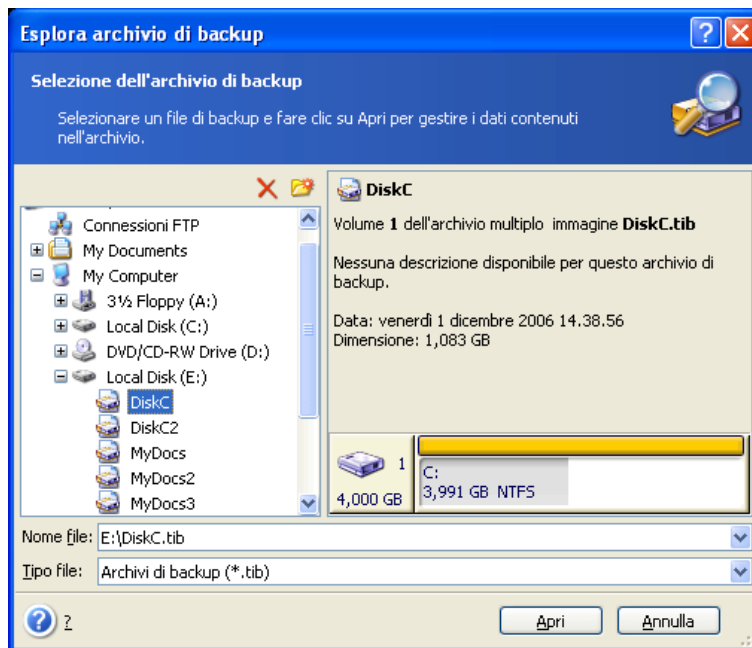 Esplora archivio di backup
Selezione dell'archivio di backup
Selezionare un file di backup e fare clic su Apri per gestire i dati contenuti
nell'archivio.
Connessioni FTP
My Documents
My Computer
3½ Floppy (A:)
Local Disk (C:)
DVD/CD-RW Drive (D:)
Local Disk (E:)
DiskC
DiskC2
MyDocs
MyDocs2
MyDocs3
DiskC
Volume 1 dell'archivio multiplo immagine DiskC.tib
Nessuna descrizione disponibile per questo archivio di
backup.
Data: venerdì 1 dicembre 2006 14.38.56
Dimensione: 1,083 GB
1
4,000 GB
C:
3,991 GB NTFS
Nome file: E:\DiskC.tib
Tipo file: Archivi di backup (*.tib)
?
Apri
Annulla